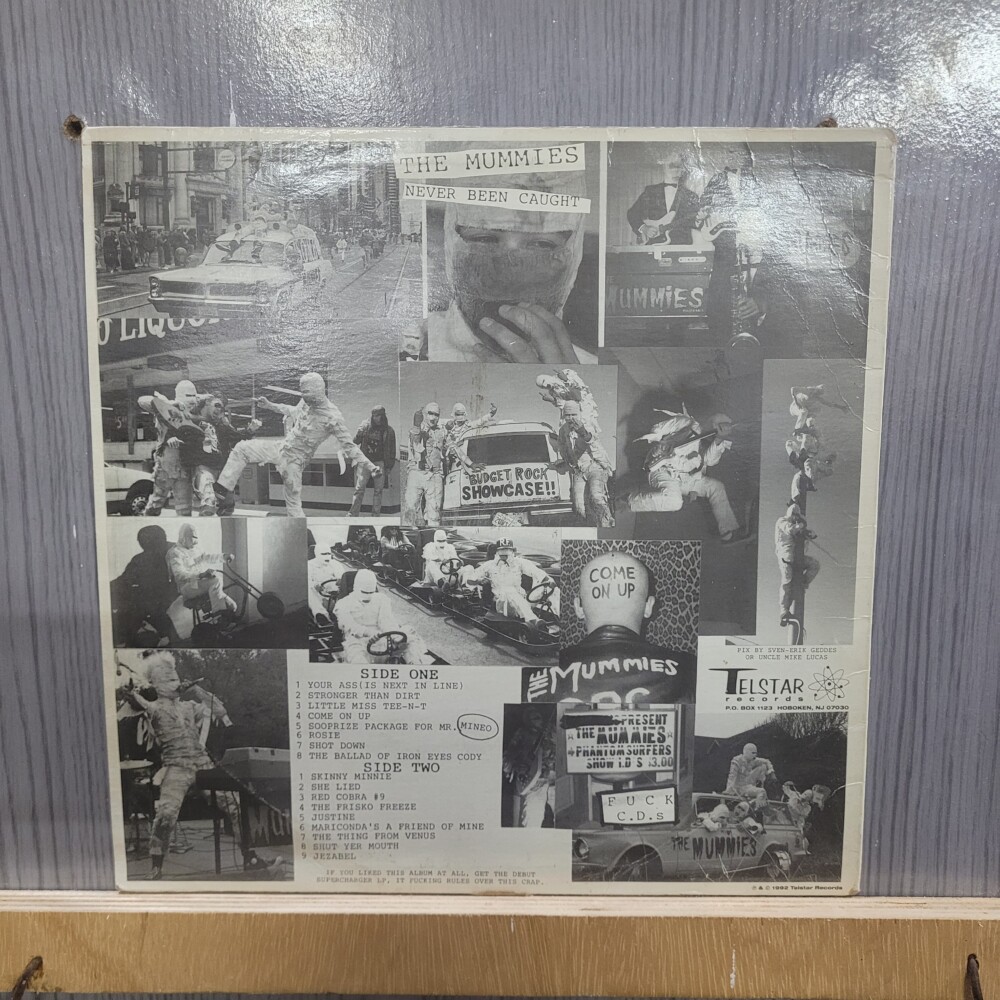 THE MUMMIES
NEVER BEEN CAUGHT
MUMMiES
O LIQUO
BUDGET ROCK
SHOWCASE!!
COME
ON UP
THE MUMMIES
PIX BY SVEN-ERIK GEDDES
OR UNCLE MIKE LUCAS
TELSTAR
records
P.O. BOX 1123 HOBOKEN, NJ 07030
SIDE ONE
1 YOUR ASS(IS NEXT IN LINE)
2 STRONGER THAN DIRT
3 LITTLE MISS TEE-N-T
4 COME ON UP
5 SOOPRIZE PACKAGE FOR MR. MINEO
6 ROSIE
7 SHOT DOWN
8 THE BALLAD OF IRON EYES CODY
SIDE TWO
1 SKINNY MINNIE
2 SHE LIED
3 RED COBRA #9
4 THE FRISKO FREEZE
5 JUSTINE
6 MARICONDA'S A FRIEND OF MINE
7 THE THING FROM VENUS
8 SHUT YER MOUTH
9 JEZABEL
IF YOU LIKED THIS ALBUM AT ALL, GET THE DEBUT
SUPERCHARGER LP, IT FUCKING RULES OVER THIS CRAP.
PRESENT
THE MUMMIES
PHANTOM SURFERS
SHOW I.D'S $3.00
FUCK
C.D.s
THE MUMMIES
℗ & © 1992 Telstar Records